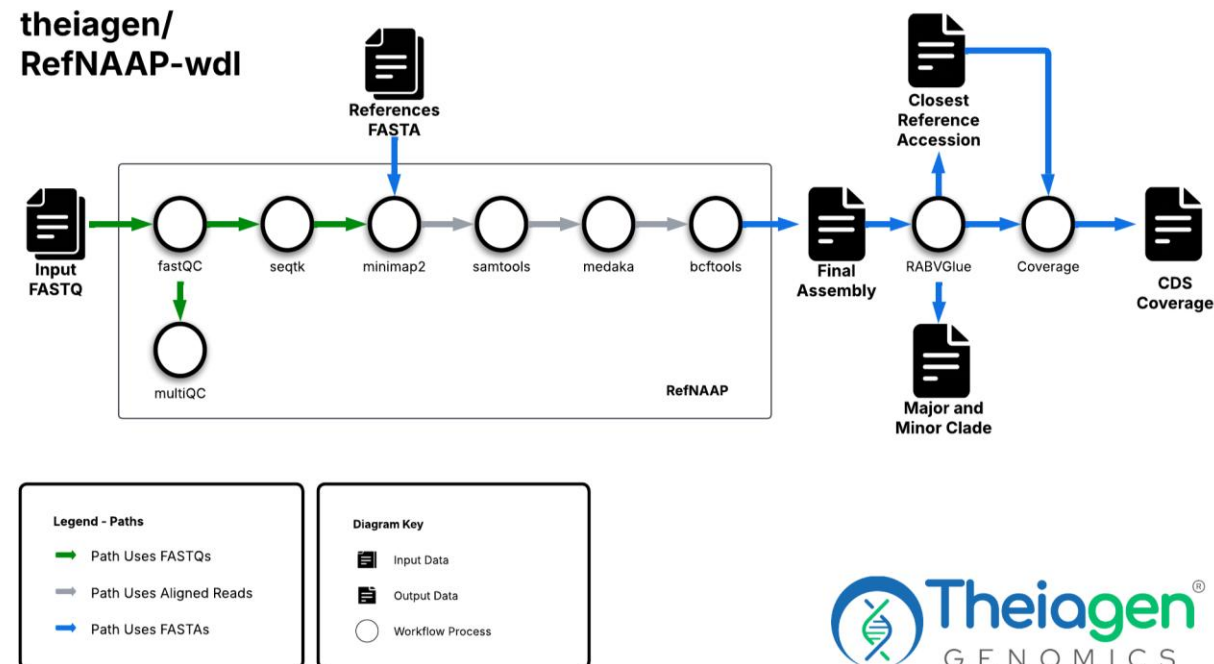 theiagen/
RefNAAP-wdl
References
FASTA
Closest
Reference
Accession
Input
FASTQ
fastQC
seqtk
minimap2
samtools
medaka
bcftools
Final
Assembly
RABVGlue
Coverage
CDS
Coverage
multiQC
RefNAAP
Major and
Minor Clade
Legend - Paths
Path Uses FASTQs
Path Uses Aligned Reads
Path Uses FASTAs
Diagram Key
Input Data
Output Data
Workflow Process
Theiagen®
GENOMICS